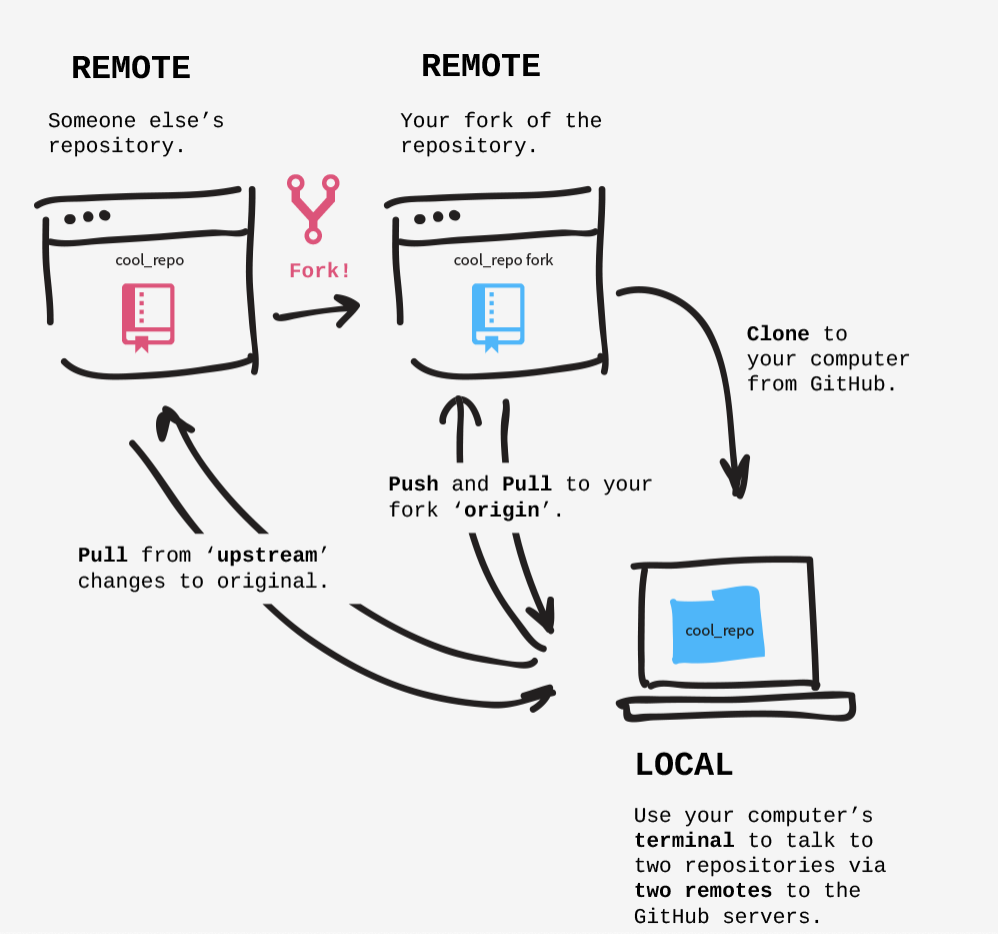 REMOTE
Someone else’s
repository.
cool_repo
Fork!
REMOTE
Your fork of the
repository.
cool_repo fork
Clone to
your computer
from GitHub.
Push and Pull to your
fork ‘origin’.
Pull from ‘upstream’
changes to original.
cool_repo
LOCAL
Use your computer’s
terminal to talk to
two repositories via
two remotes to the
GitHub servers.